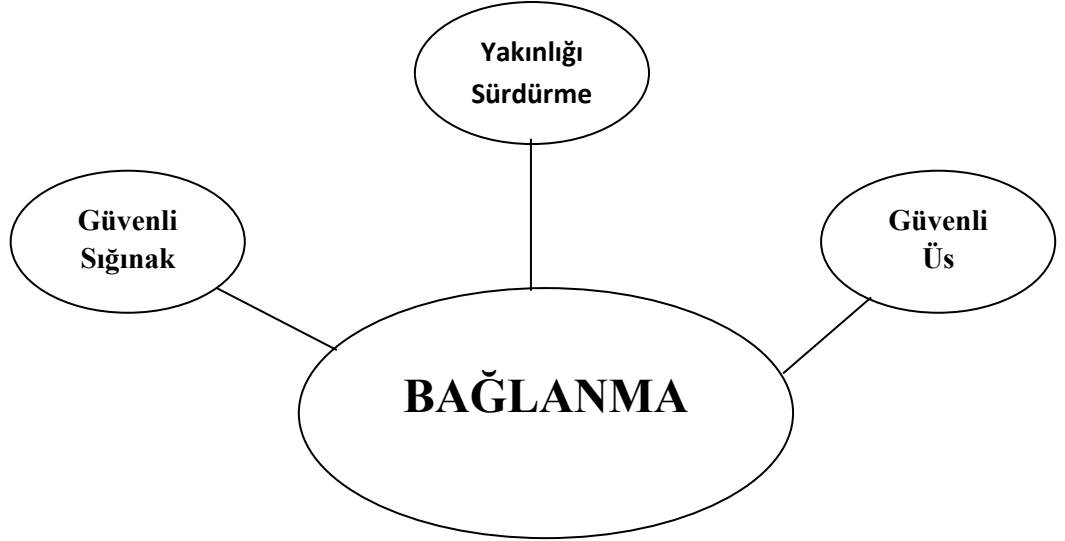 Yakınlığı
Sürdürme
Güvenli
Sığınak
Güvenli
Üs
BAĞLANMA